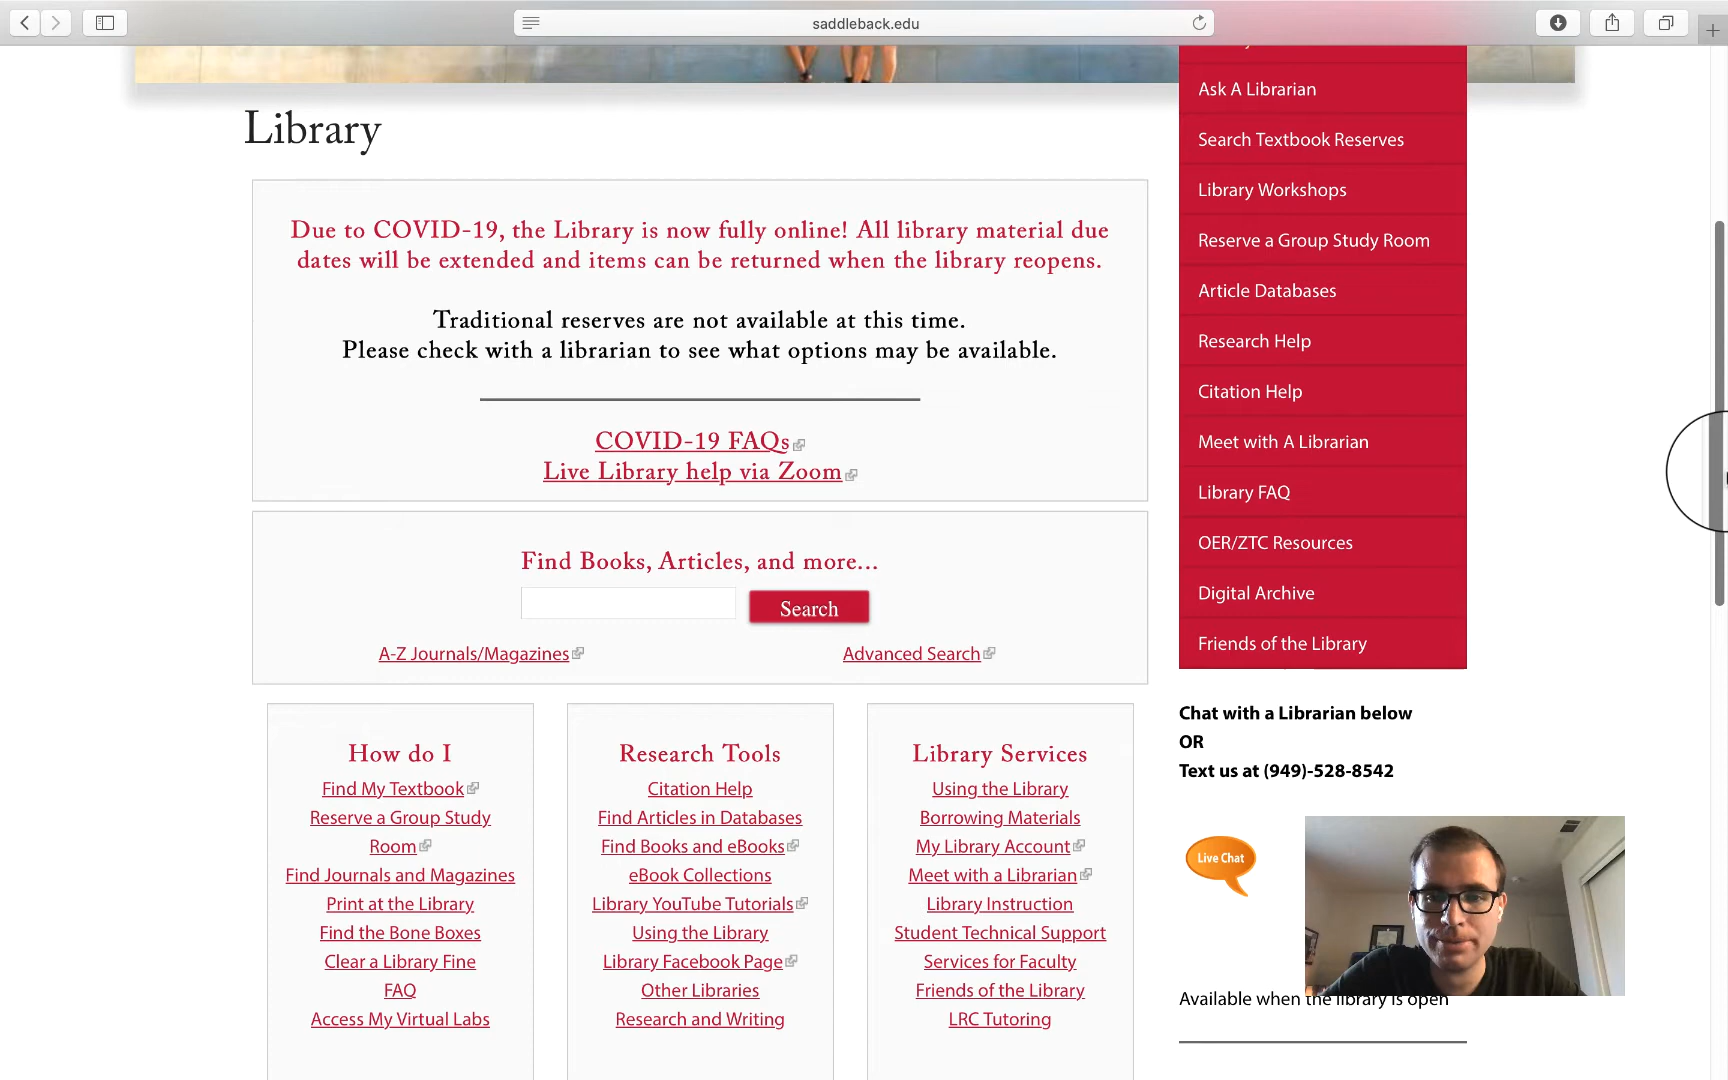 saddleback.edu
Library
Due to COVID-19, the Library is now fully online! All library material due
dates will be extended and items can be returned when the library reopens.
Traditional reserves are not available at this time.
Please check with a librarian to see what options may be available.
COVID-19 FAQs
Live Library help via Zoom
Find Books, Articles, and more...
Search
A-Z Journals/Magazines
Advanced Search
How do I
Find My Textbook
Reserve a Group Study
Room
Find Journals and Magazines
Print at the Library
Find the Bone Boxes
Clear a Library Fine
FAQ
Access My Virtual Labs
Research Tools
Citation Help
Find Articles in Databases
Find Books and eBooks
eBook Collections
Library YouTube Tutorials
Using the Library
Library Facebook Page
Other Libraries
Research and Writing
Library Services
Using the Library
Borrowing Materials
My Library Account
Meet with a Librarian
Library Instruction
Student Technical Support
Services for Faculty
Friends of the Library
LRC Tutoring
Ask A Librarian
Search Textbook Reserves
Library Workshops
Reserve a Group Study Room
Article Databases
Research Help
Citation Help
Meet with A Librarian
Library FAQ
OER/ZTC Resources
Digital Archive
Friends of the Library
Chat with a Librarian below
OR
Text us at (949)-528-8542
Live Chat
Available when the library is open